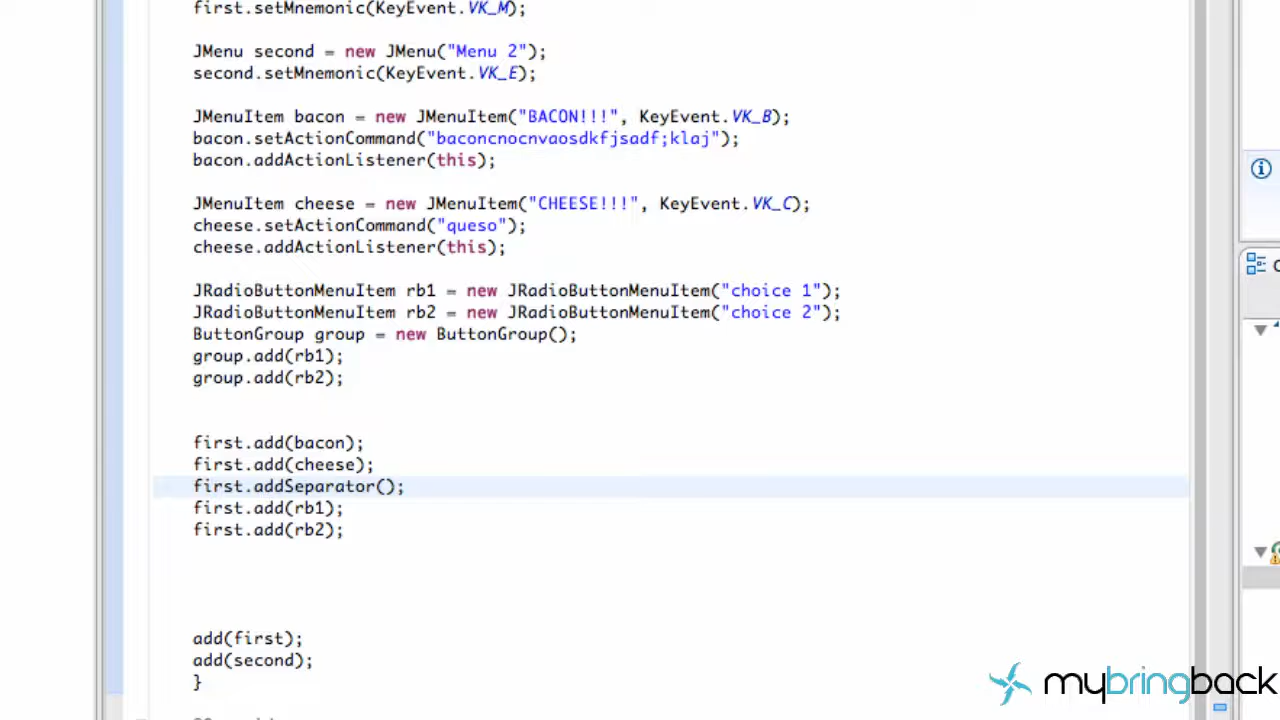 first.setMnemonic(KeyEvent.VK_M);
JMenu second = new JMenu("Menu 2");
second.setMnemonic(KeyEvent.VK_E);
JMenuItem bacon = new JMenuItem("BACON!!!", KeyEvent.VK_B);
bacon.setActionCommand("baconcnocnvaosdkfjsadf;klaj");
bacon.addActionListener(this);
JMenuItem cheese = new JMenuItem("CHEESE!!!", KeyEvent.VK_C);
cheese.setActionCommand("queso");
cheese.addActionListener(this);
JRadioButtonMenuItem rb1 = new JRadioButtonMenuItem("choice 1");
JRadioButtonMenuItem rb2 = new JRadioButtonMenuItem("choice 2");
ButtonGroup group = new ButtonGroup();
group.add(rb1);
group.add(rb2);
first.add(bacon);
first.add(cheese);
first.addSeparator();
first.add(rb1);
first.add(rb2);
add(first);
add(second);
}
mybringback